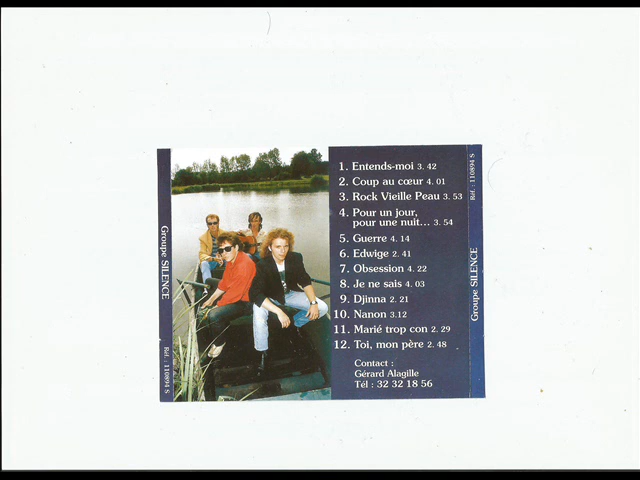 Groupe SILENCE
Réf. : 110894 S
1. Entends-moi 3. 42
2. Coup au cœur 4. 01
3. Rock Vieille Peau 3. 53
4. Pour un jour,
pour une nuit... 3. 54
5. Guerre 4. 14
6. Edwige 2. 41
7. Obsession 4. 22
8. Je ne sais 4. 03
9. Djinna 2. 21
10. Nanon 3.12
11. Marié trop con 2. 29
12. Toi, mon père 2. 48
Contact :
Gérard Alagille
Tél : 32 32 18 56
Réf. : 110894 S
Groupe SILENCE